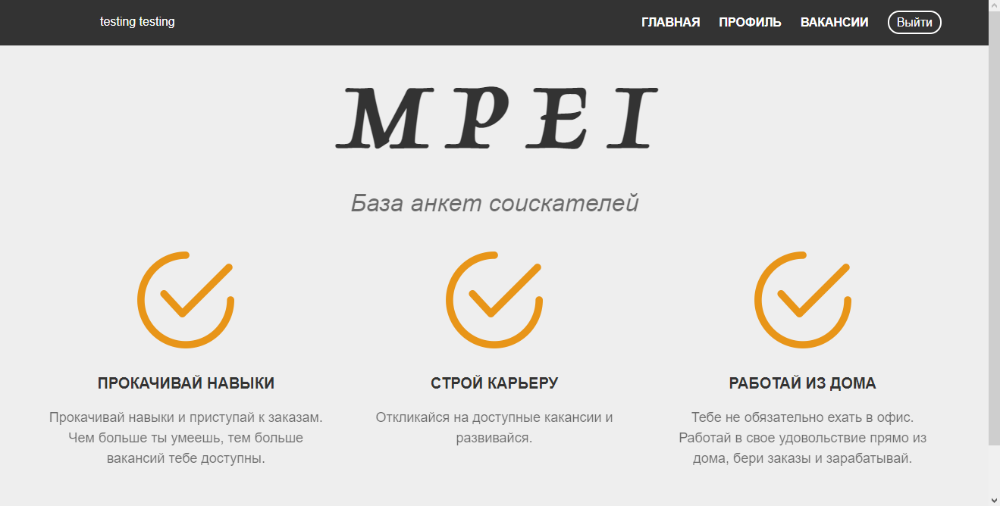 testing testing
ГЛАВНАЯ ПРОФИЛЬ ВАКАНСИИ Выйти
MPEI
База анкет соискателей
ПРОКАЧИВАЙ НАВЫКИ
Прокачивай навыки и приступай к заказам.
Чем больше ты умеешь, тем больше
вакансий тебе доступны.
СТРОЙ КАРЬЕРУ
Откликайся на доступные какансии и
развивайся.
РАБОТАЙ ИЗ ДОМА
Тебе не обязательно ехать в офис.
Работай в свое удовольствие прямо из
дома, бери заказы и зарабатывай.